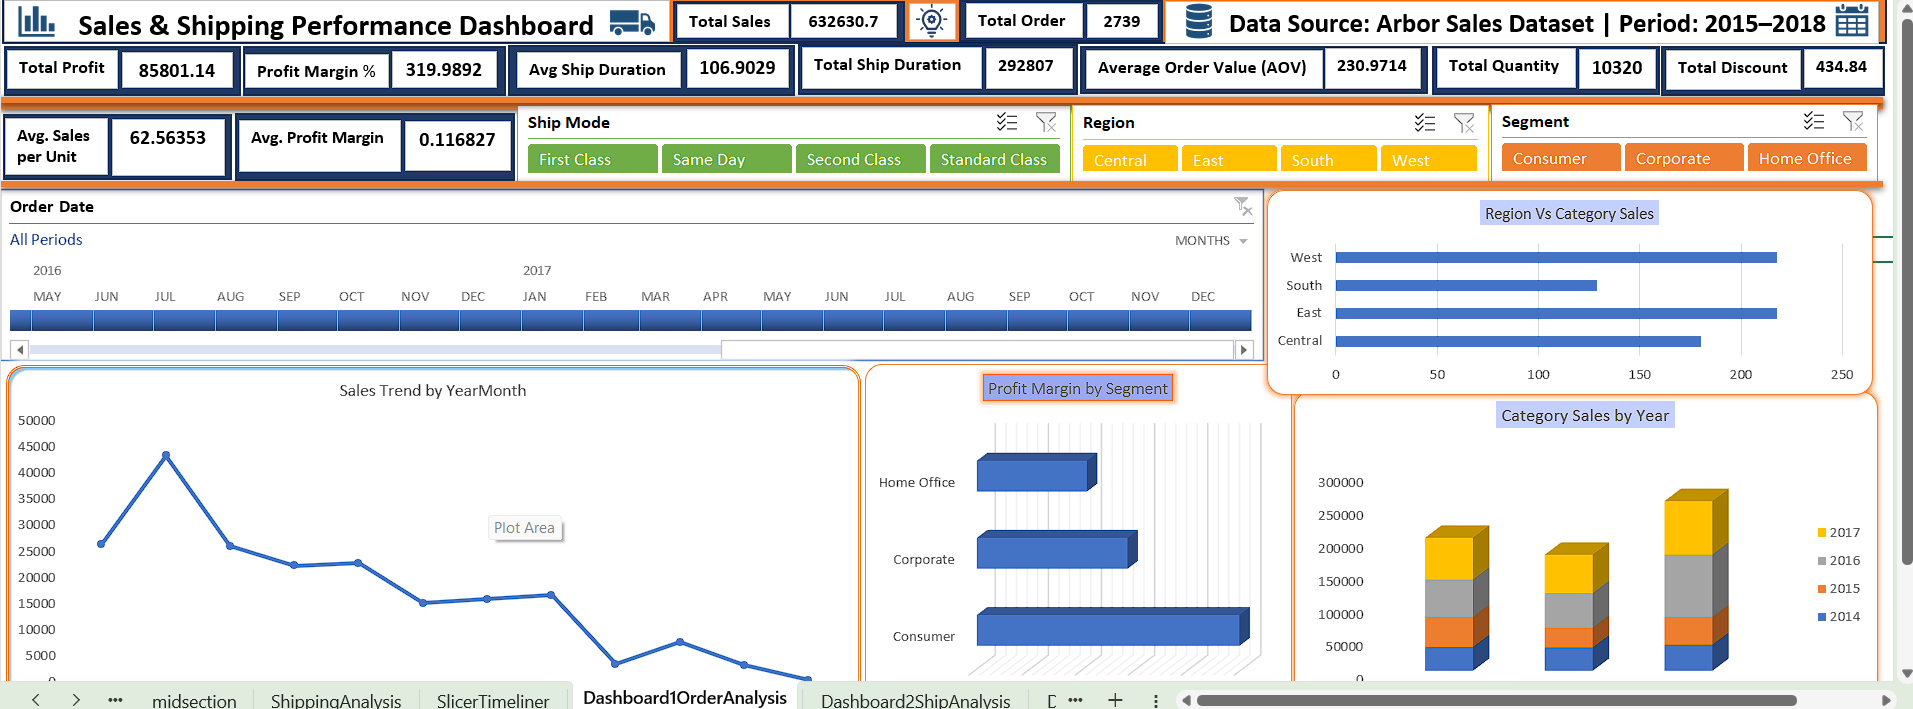 Sales & Shipping Performance Dashboard
Total Sales 632630.7
Total Order 2739
Data Source: Arbor Sales Dataset | Period: 2015–2018
Total Profit 85801.14
Profit Margin % 319.9892
Avg Ship Duration 106.9029
Total Ship Duration 292807
Average Order Value (AOV) 230.9714
Total Quantity 10320
Total Discount 434.84
Avg. Sales
per Unit
62.56353
Avg. Profit Margin 0.116827
Ship Mode
First Class Same Day Second Class Standard Class
Region
Central East South West
Segment
Consumer Corporate Home Office
Order Date
All Periods
MONTHS
2016 2017
MAY JUN JUL AUG SEP OCT NOV DEC JAN FEB MAR APR MAY JUN JUL AUG SEP OCT NOV DEC
Region Vs Category Sales
West
South
East
Central
0 50 100 150 200 250
Sales Trend by YearMonth
50000
45000
40000
35000
30000
25000
20000
15000
10000
5000
0
Plot Area
Profit Margin by Segment
Home Office
Corporate
Consumer
Category Sales by Year
300000
250000
200000
150000
100000
50000
0
2017
2016
2015
2014
midsection ShippingAnalysis SlicerTimeliner Dashboard1OrderAnalysis Dashboard2ShipAnalysis